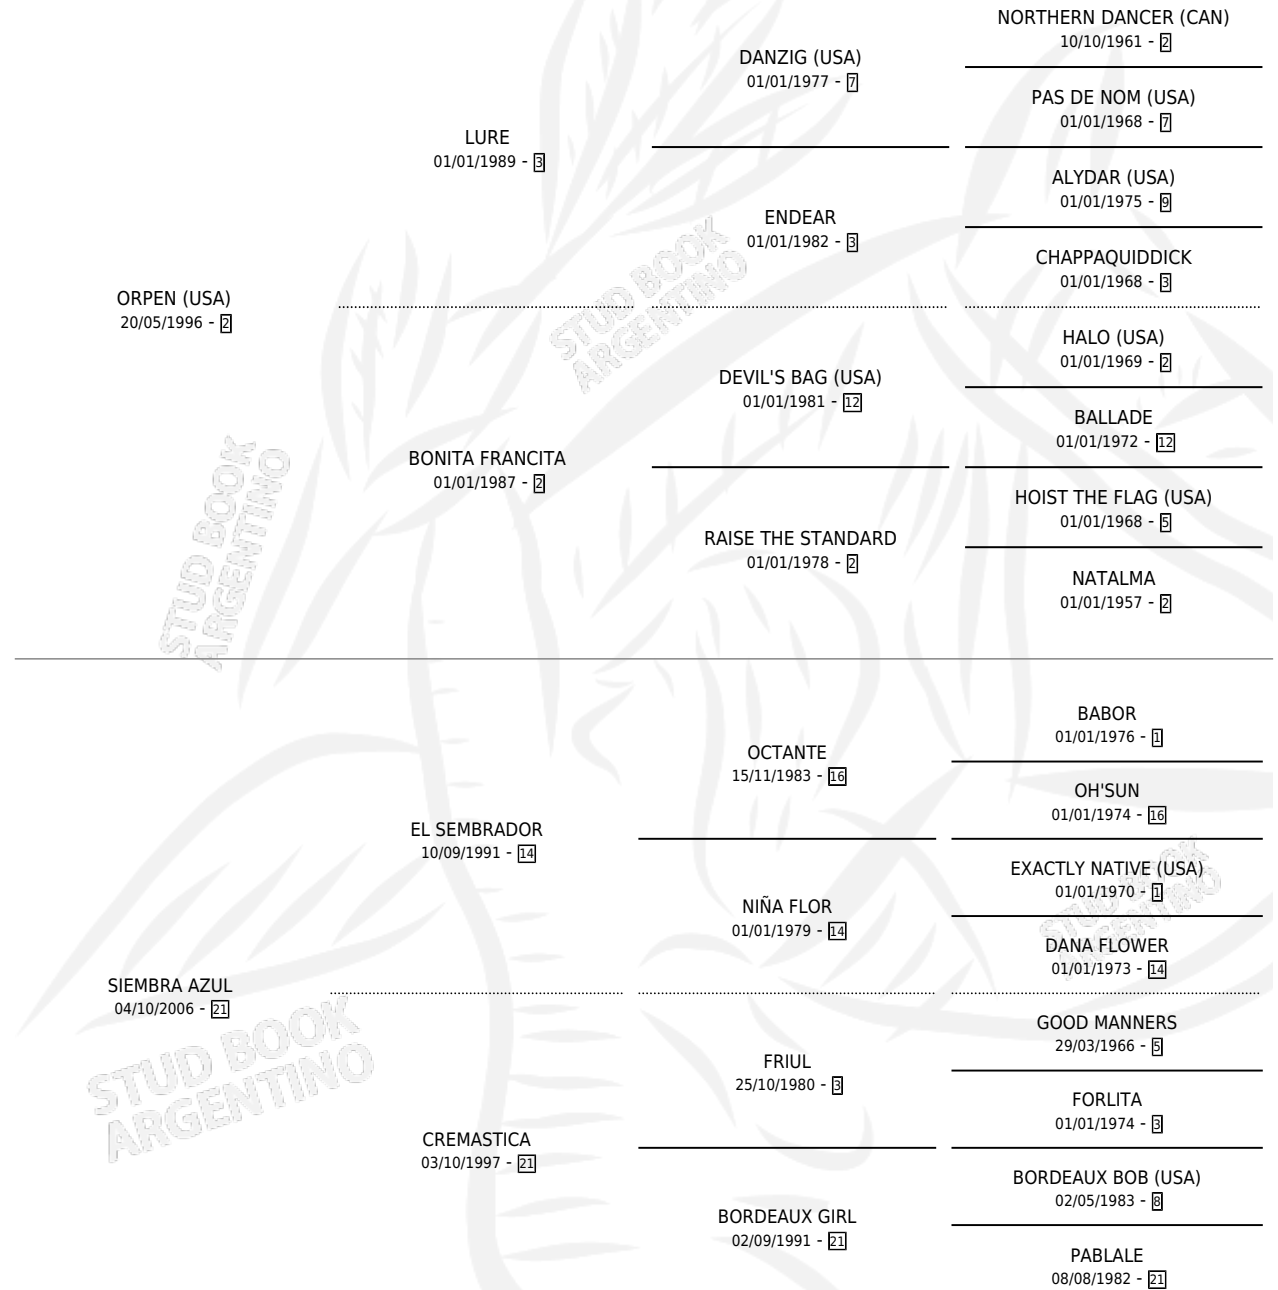 NORTHERN DANCER (CAN)
10/10/1961 - 2
DANZIG (USA)
01/01/1977 - 7
PAS DE NOM (USA)
01/01/1968 - 7
LURE
01/01/1989 - 3
ALYDAR (USA)
01/01/1975 - 9
ENDEAR
01/01/1982 - 3
CHAPPAQUIDDICK
01/01/1968 - 3
ORPEN (USA)
20/05/1996 - 2
HALO (USA)
01/01/1969 - 2
DEVIL'S BAG (USA)
01/01/1981 - 12
BALLADE
01/01/1972 - 12
BONITA FRANCITA
01/01/1987 - 2
HOIST THE FLAG (USA)
01/01/1968 - 5
RAISE THE STANDARD
01/01/1978 - 2
NATALMA
01/01/1957 - 2
BABOR
01/01/1976 - 1
OCTANTE
15/11/1983 - 16
OH'SUN
01/01/1974 - 16
EL SEMBRADOR
10/09/1991 - 14
EXACTLY NATIVE (USA)
01/01/1970 - 1
NIÑA FLOR
01/01/1979 - 14
DANA FLOWER
01/01/1973 - 14
SIEMBRA AZUL
04/10/2006 - 21
GOOD MANNERS
29/03/1966 - 5
FRIUL
25/10/1980 - 3
FORLITA
01/01/1974 - 3
CREMASTICA
03/10/1997 - 21
BORDEAUX BOB (USA)
02/05/1983 - 8
BORDEAUX GIRL
02/09/1991 - 21
PABLALE
08/08/1982 - 21
STUD BOOK
ARGENTINO
STUD BOOK
ARGENTINO
STUD BOOK
ARGENTINO
STUD BOOK
ARGENTINO